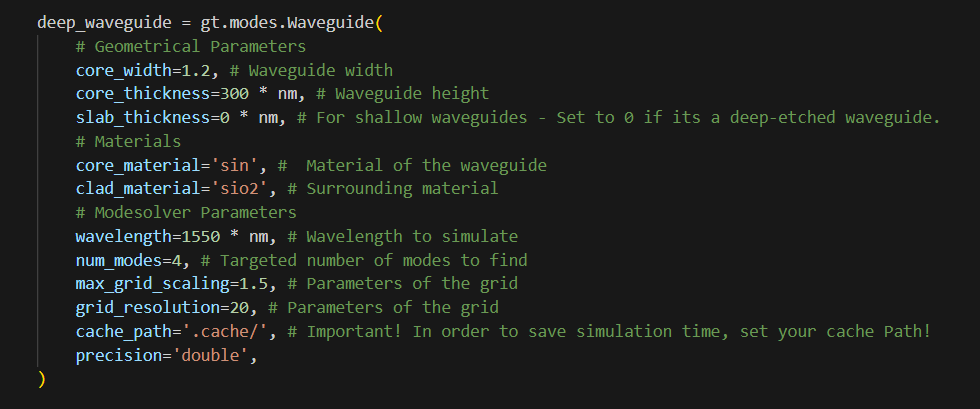 deep_waveguide = gt.modes.Waveguide(
    # Geometrical Parameters
    core_width=1.2, # Waveguide width
    core_thickness=300 * nm, # Waveguide height
    slab_thickness=0 * nm, # For shallow waveguides - Set to 0 if its a deep-etched waveguide.
    # Materials
    core_material='sin', #  Material of the waveguide
    clad_material='sio2', # Surrounding material
    # Modesolver Parameters
    wavelength=1550 * nm, # Wavelength to simulate
    num_modes=4, # Targeted number of modes to find
    max_grid_scaling=1.5, # Parameters of the grid
    grid_resolution=20, # Parameters of the grid
    cache_path='.cache/', # Important! In order to save simulation time, set your cache Path!
    precision='double',
)